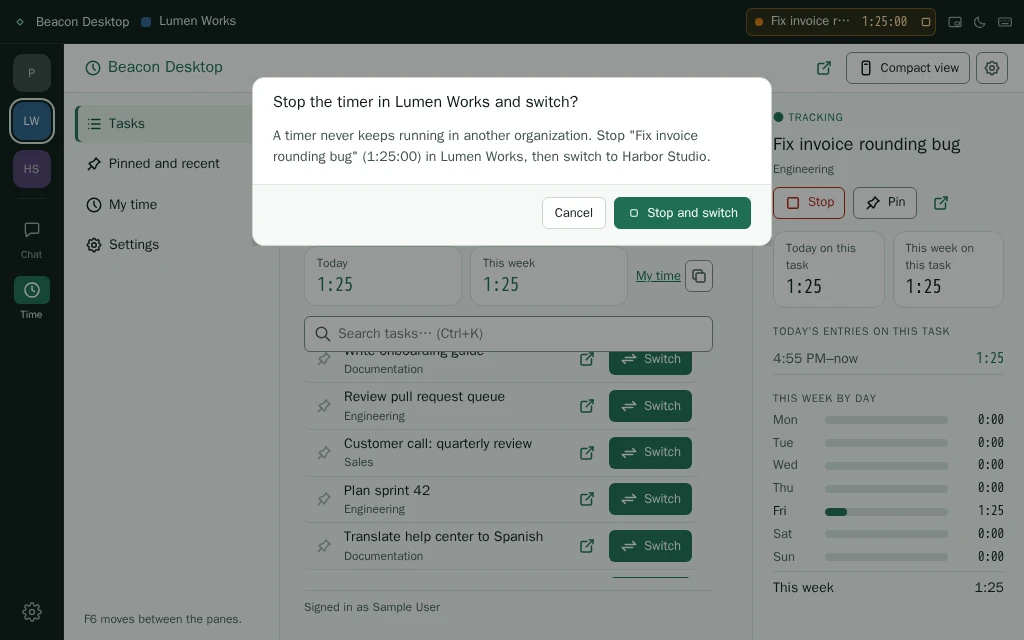 Beacon Desktop
Lumen Works
Fix invoice r···
1:25:00
P
LW
HS
Chat
Time
Beacon Desktop
Compact view
Tasks
Pinned and recent
My time
Settings
F6 moves between the panes.
Stop the timer in Lumen Works and switch?
A timer never keeps running in another organization. Stop "Fix invoice
rounding bug" (1:25:00) in Lumen Works, then switch to Harbor Studio.
Cancel
Stop and switch
Today
1:25
This week
1:25
My time
Search tasks··· (Ctrl+K)
Write onboarding guide
Documentation
Switch
Review pull request queue
Engineering
Switch
Customer call: quarterly review
Sales
Switch
Plan sprint 42
Engineering
Switch
Translate help center to Spanish
Documentation
Switch
Signed in as Sample User
TRACKING
Fix invoice rounding bug
Engineering
Stop
Pin
Today on this
task
1:25
This week on
this task
1:25
TODAY'S ENTRIES ON THIS TASK
4:55 PM–now 1:25
THIS WEEK BY DAY
Mon 0:00
Tue 0:00
Wed 0:00
Thu 0:00
Fri 1:25
Sat 0:00
Sun 0:00
This week 1:25